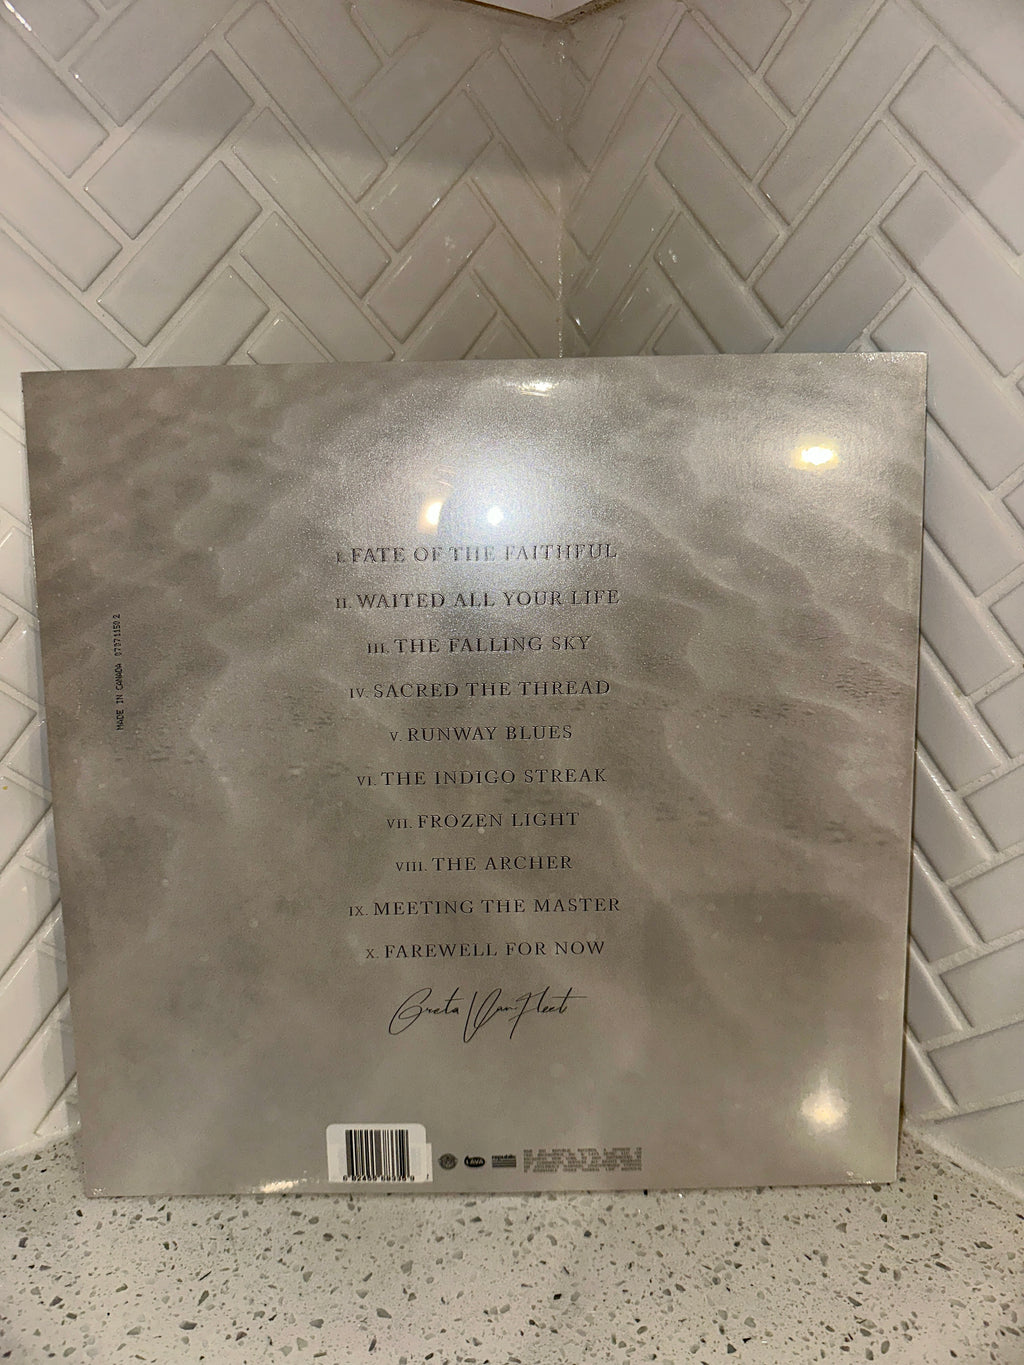 I. FATE OF THE FAITHFUL
II. WAITED ALL YOUR LIFE
III. THE FALLING SKY
IV. SACRED THE THREAD
V. RUNWAY BLUES
VI. THE INDIGO STREAK
VII. FROZEN LIGHT
VIII. THE ARCHER
IX. MEETING THE MASTER
X. FAREWELL FOR NOW
Greta Van Fleet
MADE IN CANADA
LAVA
republic